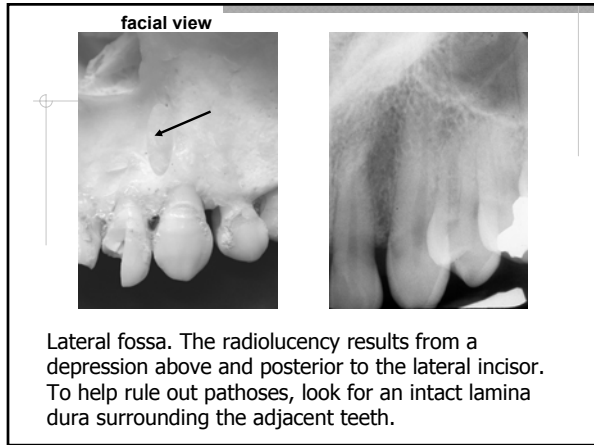 facial view
Lateral fossa. The radiolucency results from a
depression above and posterior to the lateral incisor.
To help rule out pathoses, look for an intact lamina
dura surrounding the adjacent teeth.